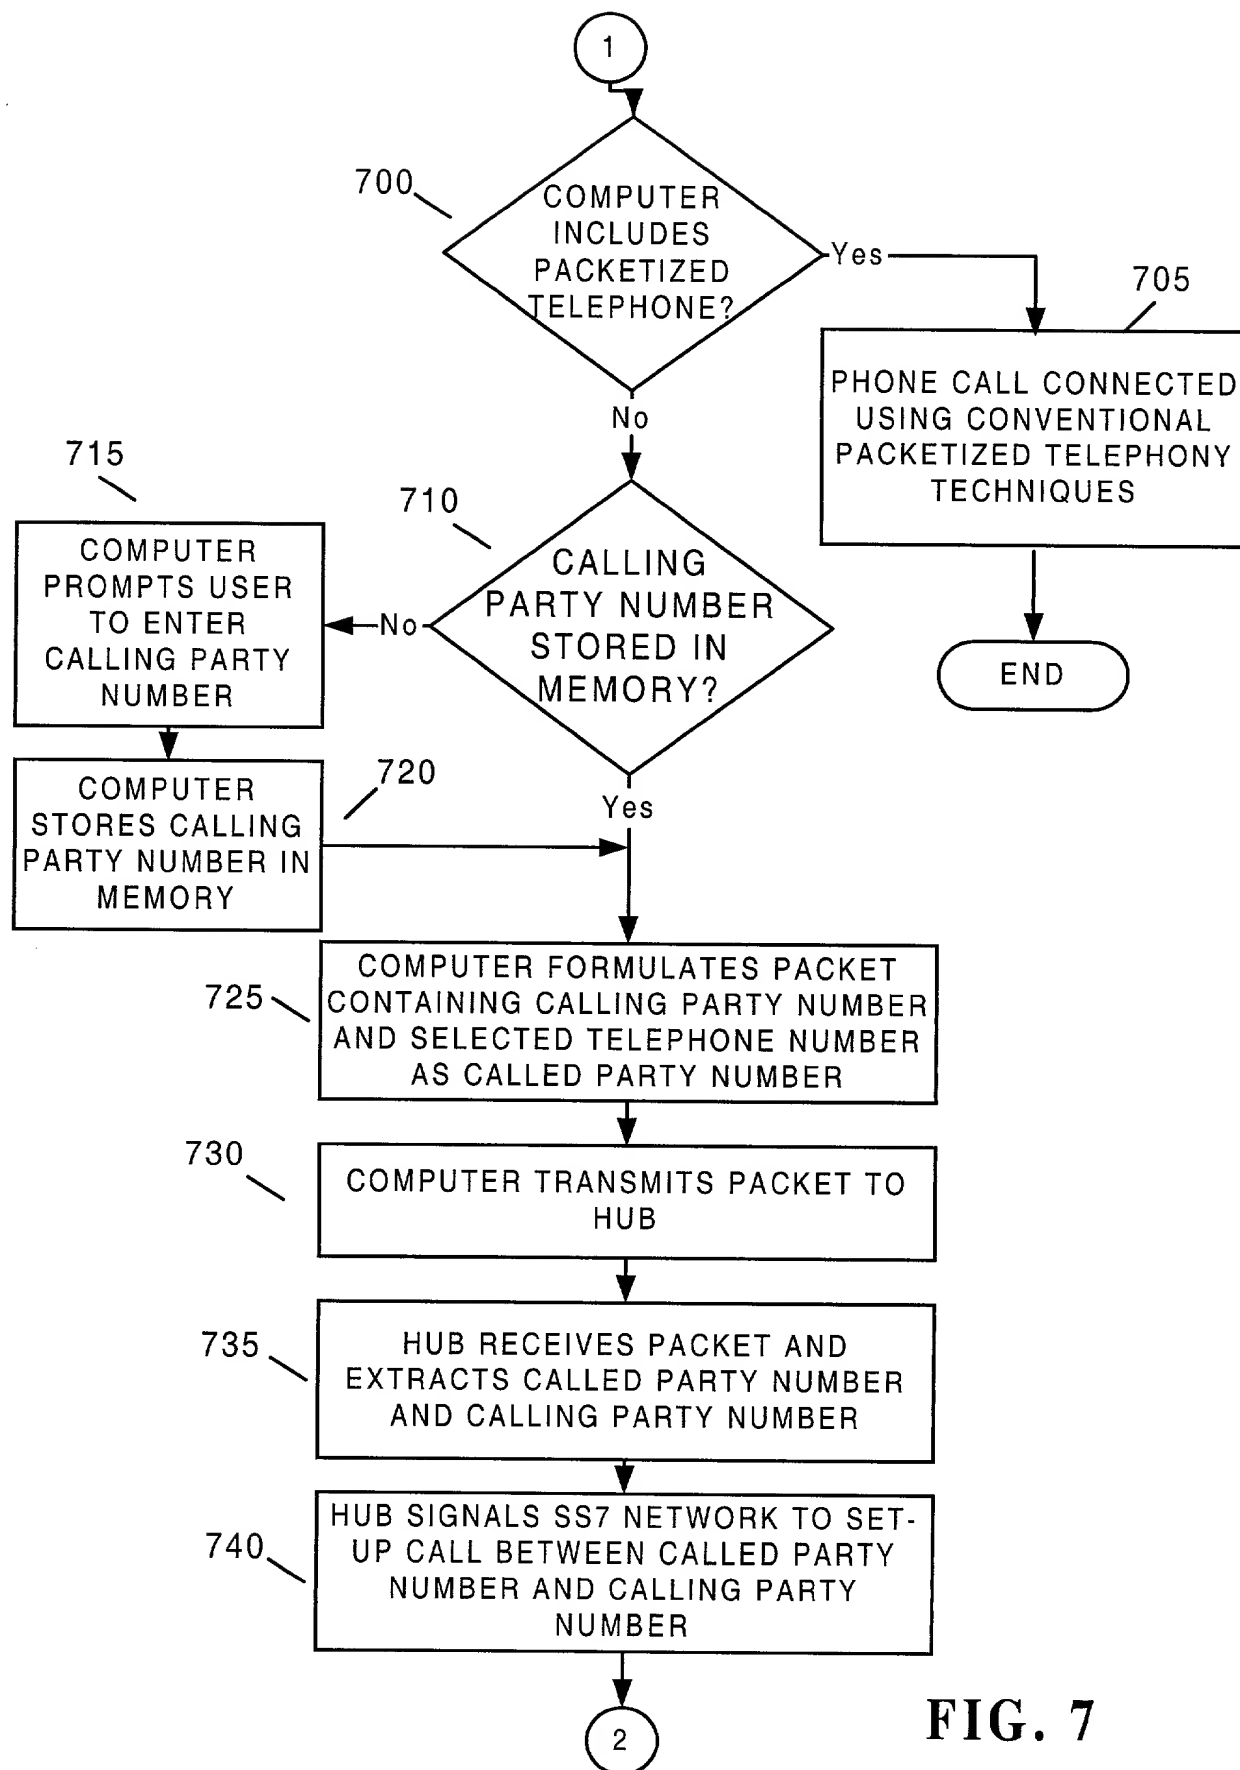 1
700
COMPUTER
INCLUDES
PACKETIZED
TELEPHONE?
Yes
705
PHONE CALL CONNECTED
USING CONVENTIONAL
PACKETIZED TELEPHONY
TECHNIQUES
END
No
710
CALLING
PARTY NUMBER
STORED IN
MEMORY?
No
715
COMPUTER
PROMPTS USER
TO ENTER
CALLING PARTY
NUMBER
720
COMPUTER
STORES CALLING
PARTY NUMBER IN
MEMORY
Yes
725
COMPUTER FORMULATES PACKET
CONTAINING CALLING PARTY NUMBER
AND SELECTED TELEPHONE NUMBER
AS CALLED PARTY NUMBER
730
COMPUTER TRANSMITS PACKET TO
HUB
735
HUB RECEIVES PACKET AND
EXTRACTS CALLED PARTY NUMBER
AND CALLING PARTY NUMBER
740
HUB SIGNALS SS7 NETWORK TO SET-
UP CALL BETWEEN CALLED PARTY
NUMBER AND CALLING PARTY
NUMBER
2
FIG. 7